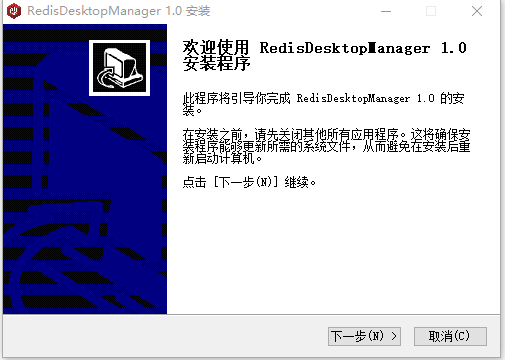 RedisDesktopManager 1.0 安装
欢迎使用 RedisDesktopManager 1.0
安装程序
此程序将引导你完成 RedisDesktopManager 1.0 的安
装。
在安装之前，请先关闭其他所有应用程序。这将确保安
装程序能够更新所需的系统文件，从而避免在安装后重
新启动计算机。
点击 [下一步(N)] 继续。
下一步(N) >
取消(C)